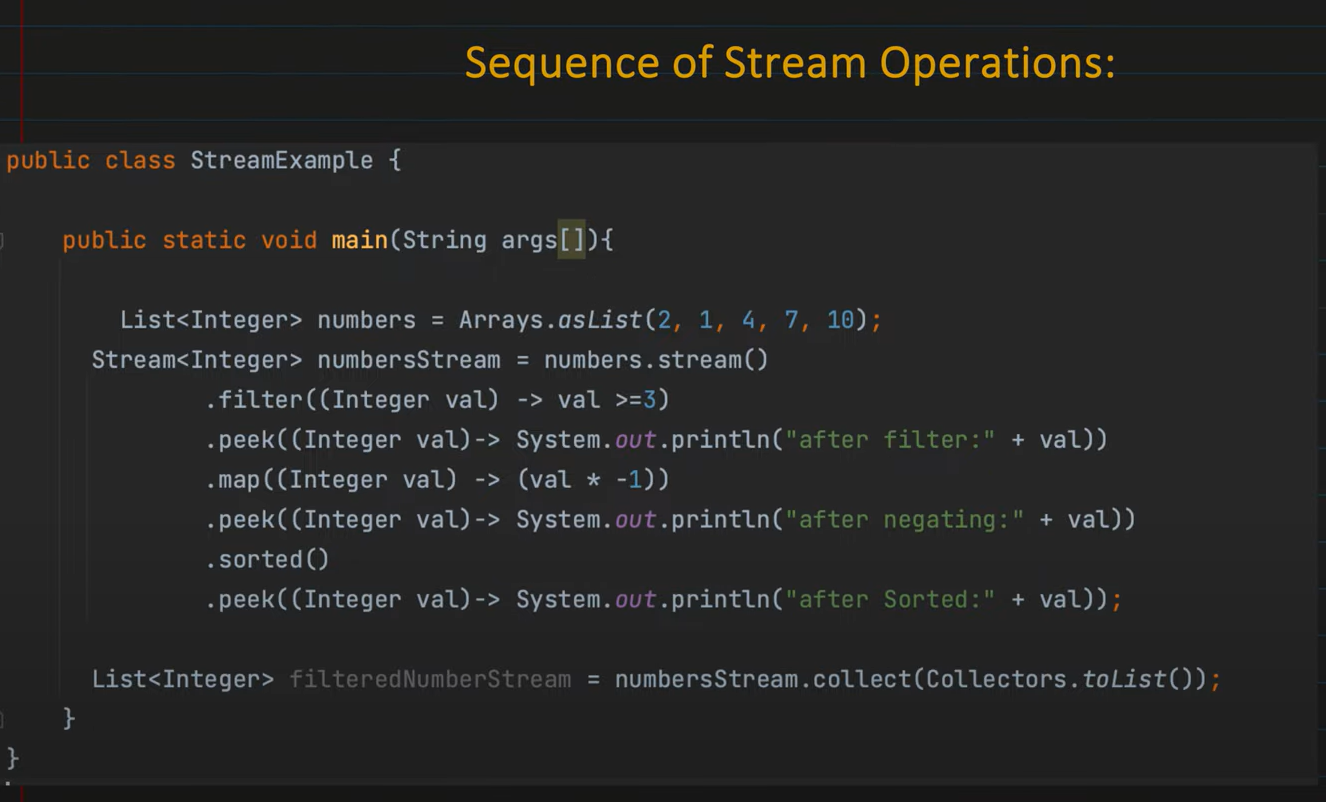 Sequence of Stream Operations:
public class StreamExample {
public static void main(String args[]){
List<Integer> numbers = Arrays.asList(2, 1, 4, 7, 10);
Stream<Integer> numbersStream = numbers.stream()
.filter((Integer val) -> val >=3)
.peek((Integer val)-> System.out.println("after filter:" + val))
.map((Integer val) -> (val * -1))
.peek((Integer val)-> System.out.println("after negating:" + val))
.sorted()
.peek((Integer val)-> System.out.println("after Sorted:" + val));
List<Integer> filteredNumberStream = numbersStream.collect(Collectors.toList());
}
}